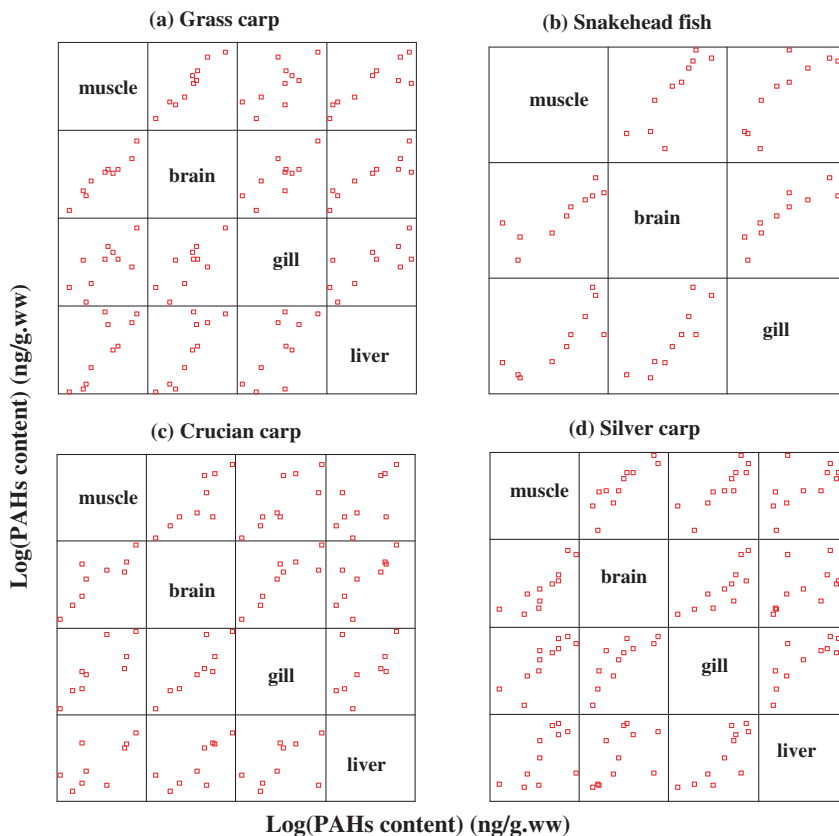 (a) Grass carp
muscle
brain
gill
liver
(b) Snakehead fish
muscle
brain
gill
(c) Crucian carp
muscle
brain
gill
liver
(d) Silver carp
muscle
brain
gill
liver
Log(PAHs content) (ng/g.ww)
Log(PAHs content) (ng/g.ww)